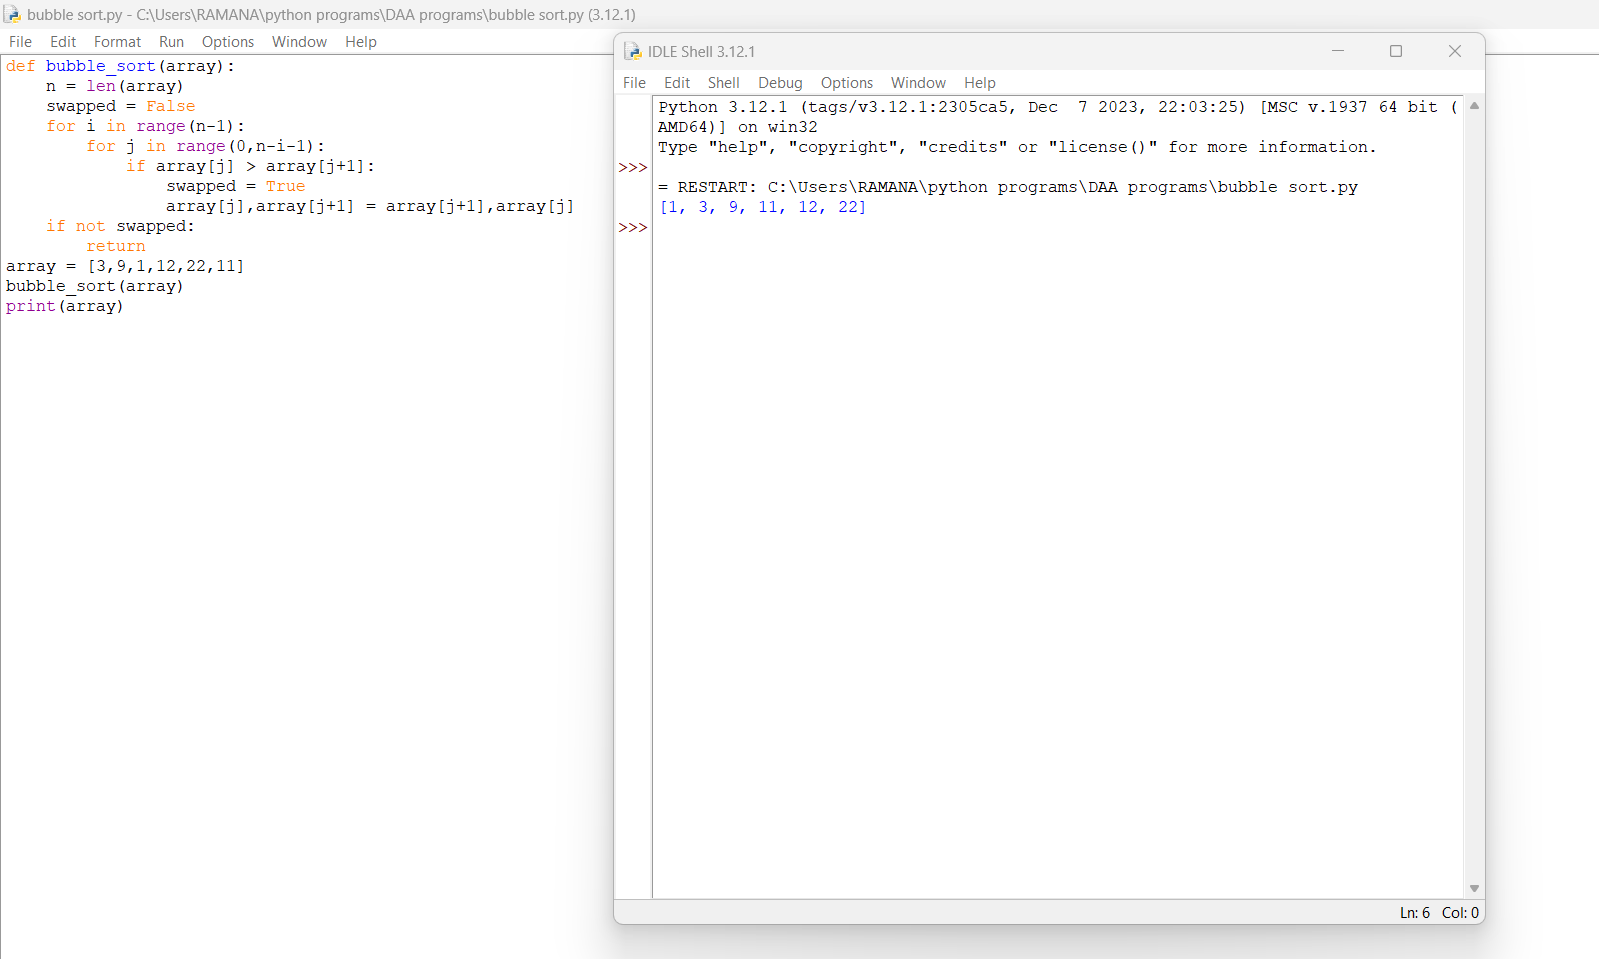 bubble sort.py - C:\Users\RAMANA\python programs\DAA programs\bubble sort.py (3.12.1)
File Edit Format Run Options Window Help
def bubble_sort(array):
    n = len(array)
    swapped = False
    for i in range(n-1):
        for j in range(0,n-i-1):
            if array[j] > array[j+1]:
                swapped = True
                array[j],array[j+1] = array[j+1],array[j]
    if not swapped:
        return
array = [3,9,1,12,22,11]
bubble_sort(array)
print(array)
IDLE Shell 3.12.1
File Edit Shell Debug Options Window Help
Python 3.12.1 (tags/v3.12.1:2305ca5, Dec  7 2023, 22:03:25) [MSC v.1937 64 bit (
AMD64)] on win32
Type "help", "copyright", "credits" or "license()" for more information.
>>>
= RESTART: C:\Users\RAMANA\python programs\DAA programs\bubble sort.py
[1, 3, 9, 11, 12, 22]
>>>
Ln: 6 Col: 0